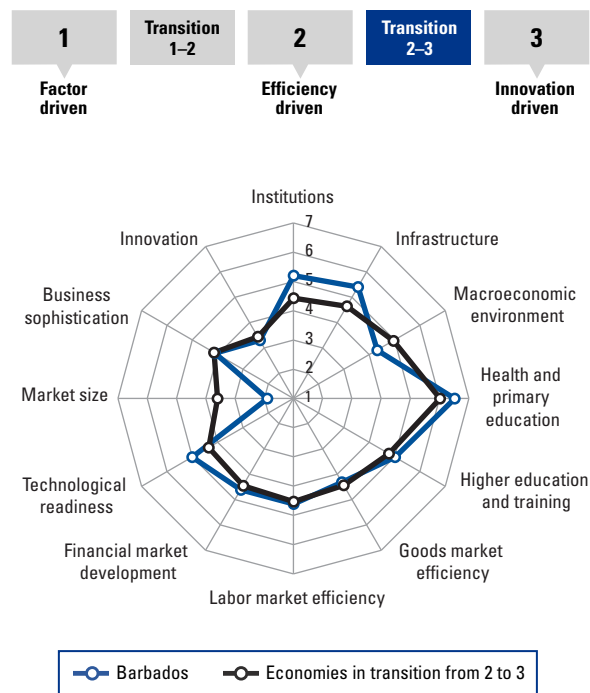 1
Transition
1–2
2
Transition
2–3
3
Factor
driven
Efficiency
driven
Innovation
driven
Institutions
7
Innovation
Infrastructure
6
5
Business
sophistication
Macroeconomic
environment
4
3
2
Market size
1
Health and
primary
education
Technological
readiness
Higher education
and training
Financial market
development
Goods market
efficiency
Labor market efficiency
Barbados
Economies in transition from 2 to 3